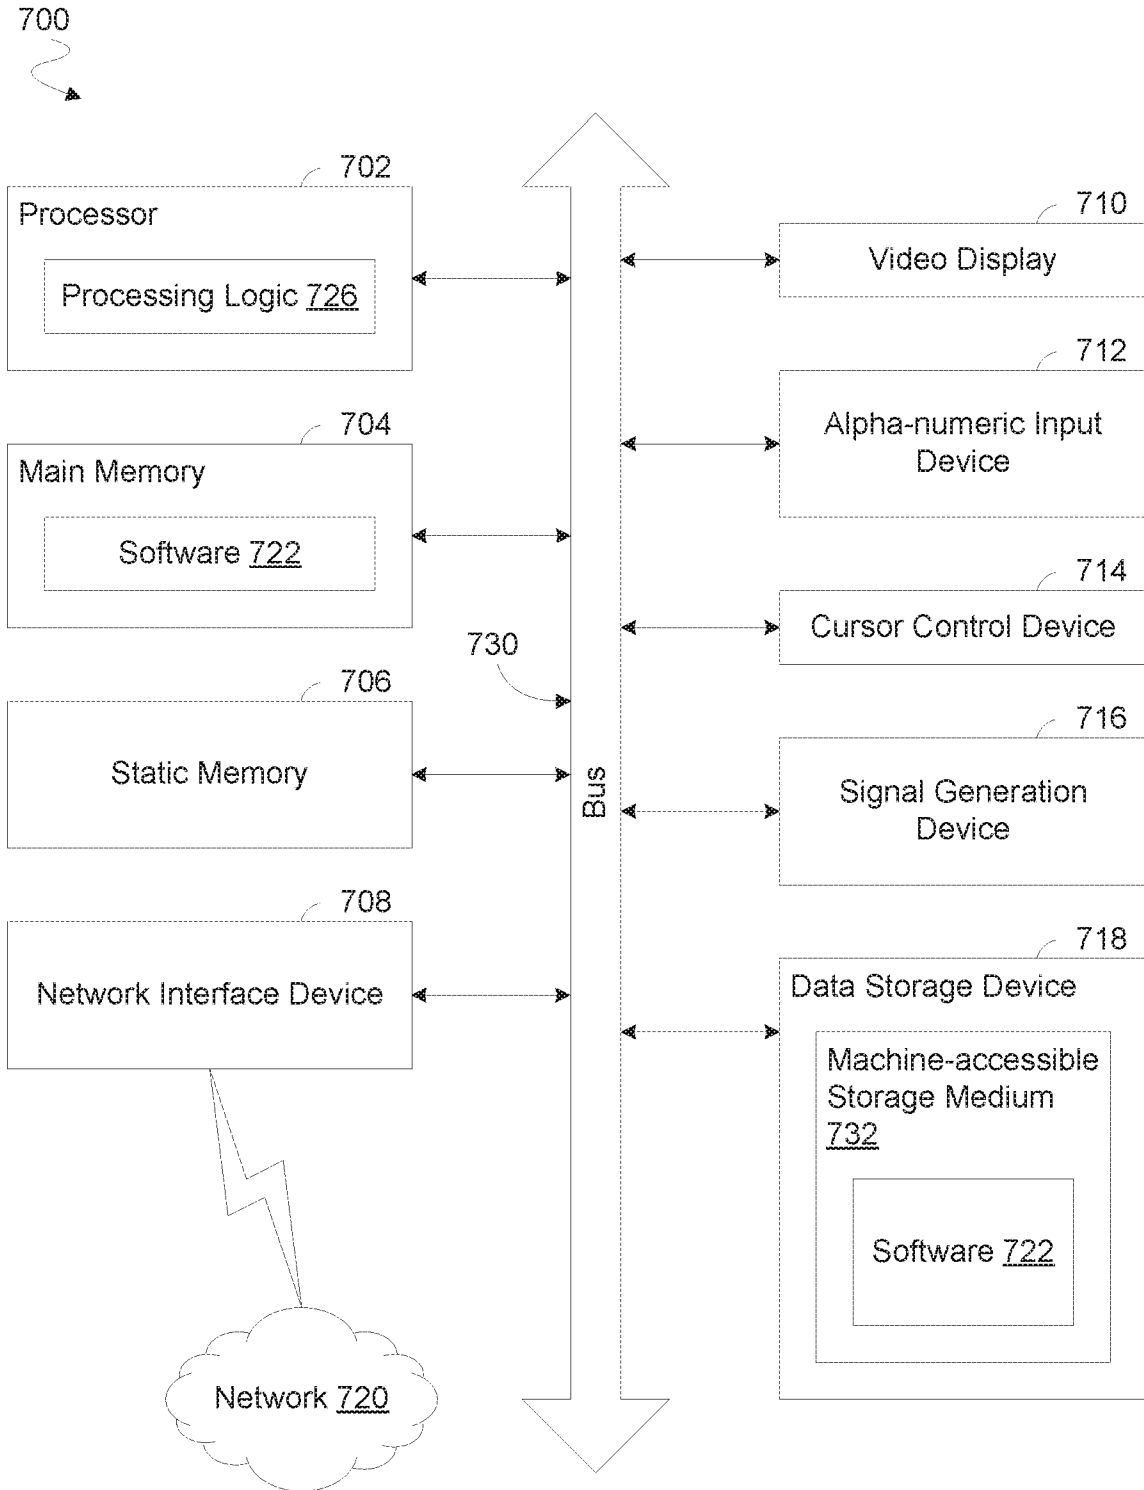 700
702
Processor
Processing Logic 726
704
Main Memory
Software 722
706
Static Memory
708
Network Interface Device
Network 720
730
Bus
710
Video Display
712
Alpha-numeric Input
Device
714
Cursor Control Device
716
Signal Generation
Device
718
Data Storage Device
Machine-accessible
Storage Medium
732
Software 722